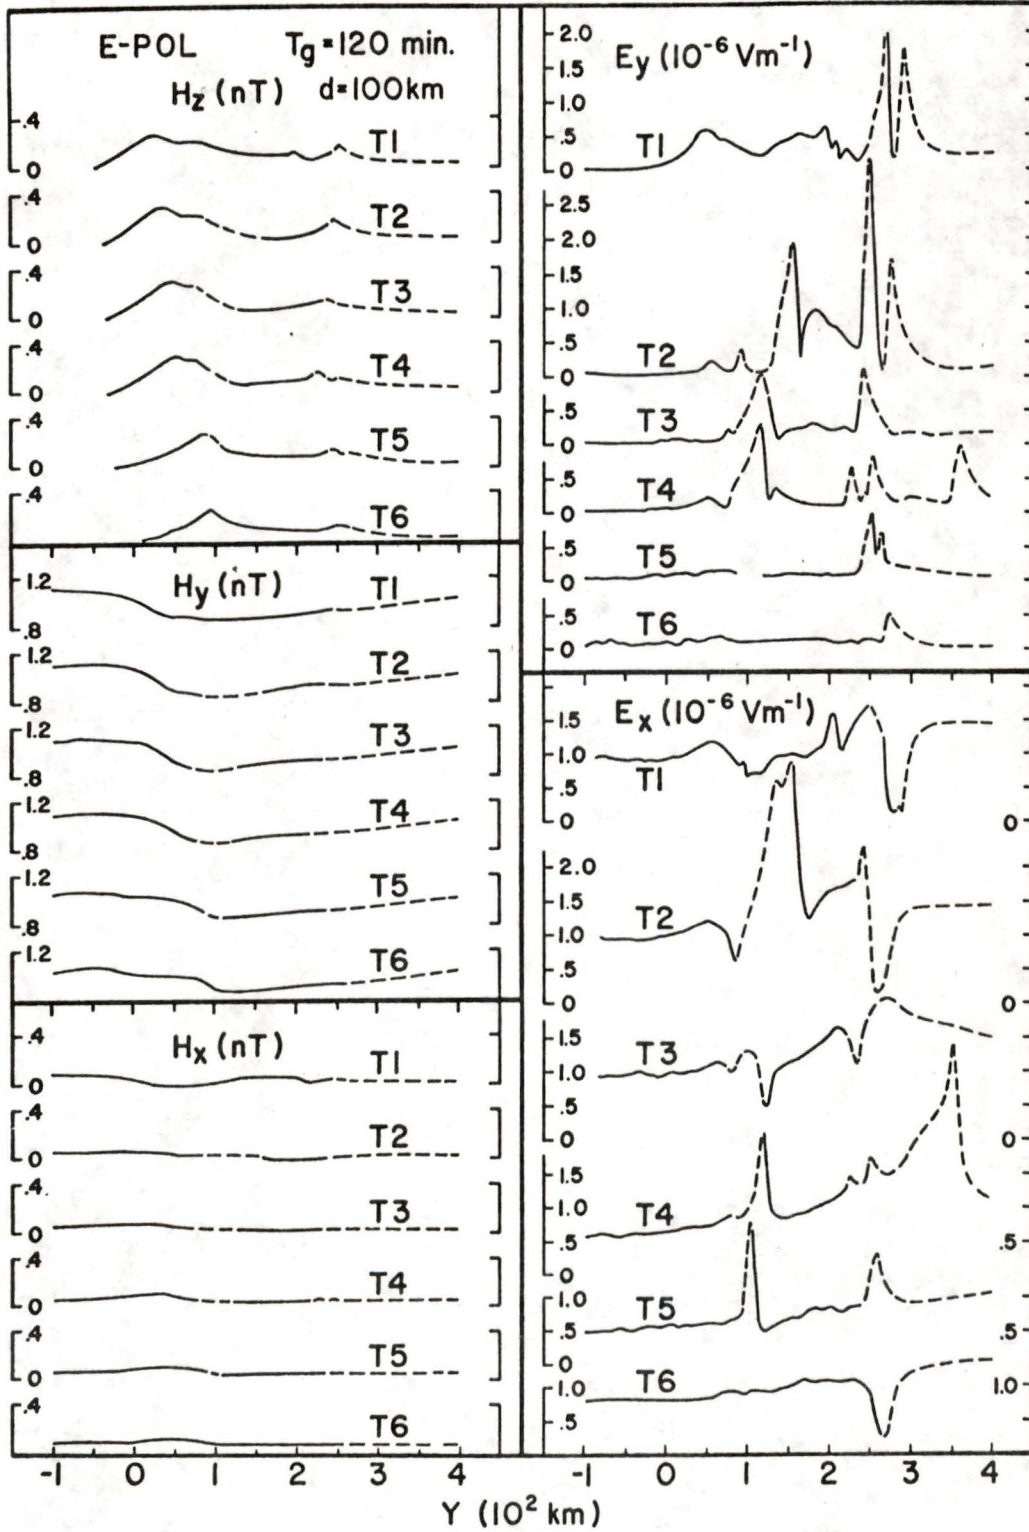 E-POL Tg=120 min.
Hz (nT) d=100km
.4
0
T1
.4
0
T2
.4
0
T3
.4
0
T4
.4
0
T5
.4
T6
Hy (nT)
1.2
.8
T1
1.2
.8
T2
1.2
.8
T3
1.2
.8
T4
1.2
.8
T5
1.2
T6
Hx (nT)
.4
0
T1
.4
0
T2
.4
0
T3
.4
0
T4
.4
0
T5
.4
T6
-1 0 1 2 3 4
Ey (10-6 Vm-1)
2.0
1.5
1.0
.5
0
T1
2.5
2.0
1.5
1.0
.5
0
T2
.5
0
T3
.5
0
T4
.5
0
T5
.5
0
T6
Ex (10-6 Vm-1)
1.5
1.0
.5
0
T1
0
2.0
1.5
1.0
.5
0
T2
0
1.5
1.0
.5
0
T3
0
1.5
1.0
.5
0
T4
.5
1.0
.5
0
T5
.5
1.0
.5
T6
1.0
-1 0 1 2 3 4
Y (102 km)